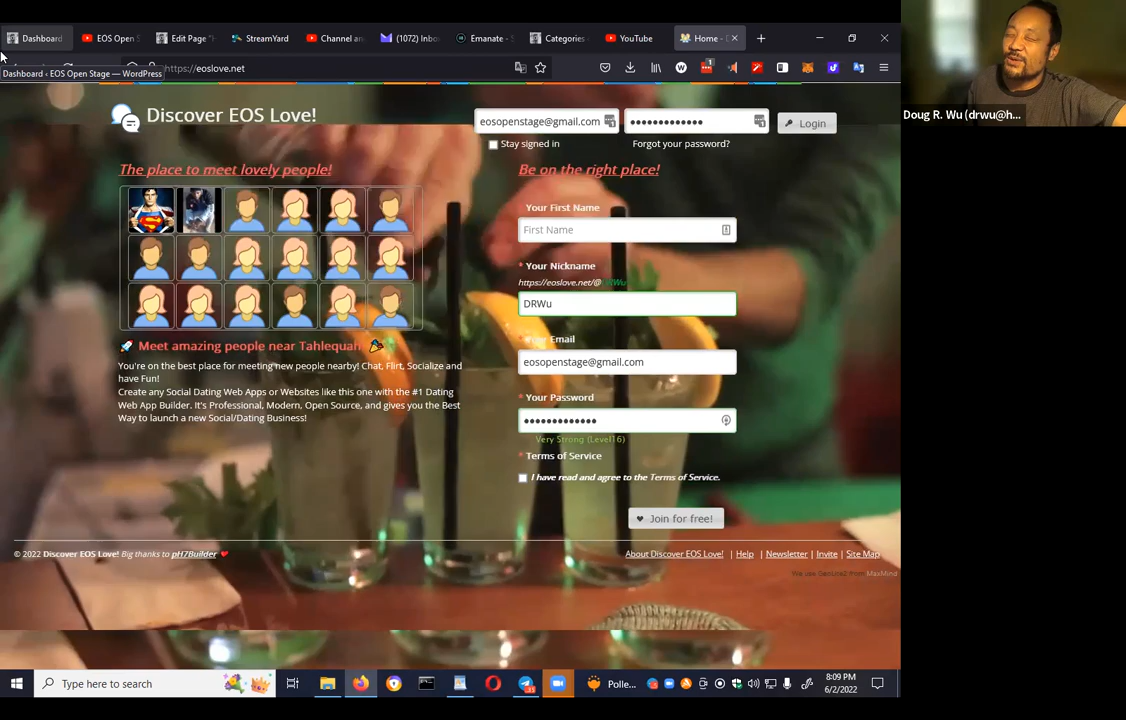 Dashboard
EOS Open S
Edit Page "H
StreamYard
Channel an
(1072) Inbo
Emanate - S
Categories
YouTube
Home - D
Dashboard ‹ EOS Open Stage — WordPress
https://eoslove.net
1
Doug R. Wu (drwu@h...
Discover EOS Love!
eosopenstage@gmail.com
•••••••••••••
Login
Stay signed in
Forgot your password?
The place to meet lovely people!
Be on the right place!
Your First Name
First Name
* Your Nickname
https://eoslove.net/@DRWu
DRWu
🚀 Meet amazing people near Tahlequah 🎉
You're on the best place for meeting new people nearby! Chat, Flirt, Socialize and
have Fun!
Create any Social Dating Web Apps or Websites like this one with the #1 Dating
Web App Builder. It's Professional, Modern, Open Source, and gives you the Best
Way to launch a new Social/Dating Business!
* Your Email
eosopenstage@gmail.com
* Your Password
•••••••••••••
Very Strong (Level16)
* Terms of Service
I have read and agree to the Terms of Service.
Join for free!
© 2022 Discover EOS Love! Big thanks to pH7Builder
About Discover EOS Love! | Help | Newsletter | Invite | Site Map
We use GeoLite2 from MaxMind
Type here to search
Polle...
8:09 PM
6/2/2022